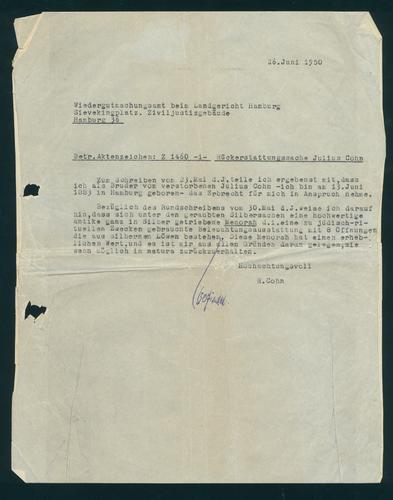 26.Juni 1950
Wiedergutmachungsamt beim Landgericht Hamburg
Sievekingplatz. Ziviljustizgebäude
Hamburg 36
Betr.Aktenzeichen: Z 1460 -1- Rückerstattungssache Julius Cohn
Zum Schreiben vom 23.Mai d.J.teile ich ergebenst mit,dass
ich als Bruder vom verstorbenen Julius Cohn -ich bin am 13.Juni
1883 in Hamburg geboren- das Erbrecht für mich in Anspruch nehme.
Bezüglich des Rundschreibens vom 30.Mai d.J.weise ich darauf
hin,dass sich unter den geraubten Silbersachen eine hochwertige
antike ganz in Silber getriebene Menorah d.i.eine zu jüdisch-ri-
tuellen Zwecken gebrauchte Beleuchtungsausstattung mit 8 Öffnungen
die aus silbernen Löwen bestehen. Diese Menorah hat einen erheb-
lichen Wert,und es ist mir aus allen Gründen daran gelegen,sie
wenn möglich in natura zurückzuerhalten.
Hochachtungsvoll
H.Cohn